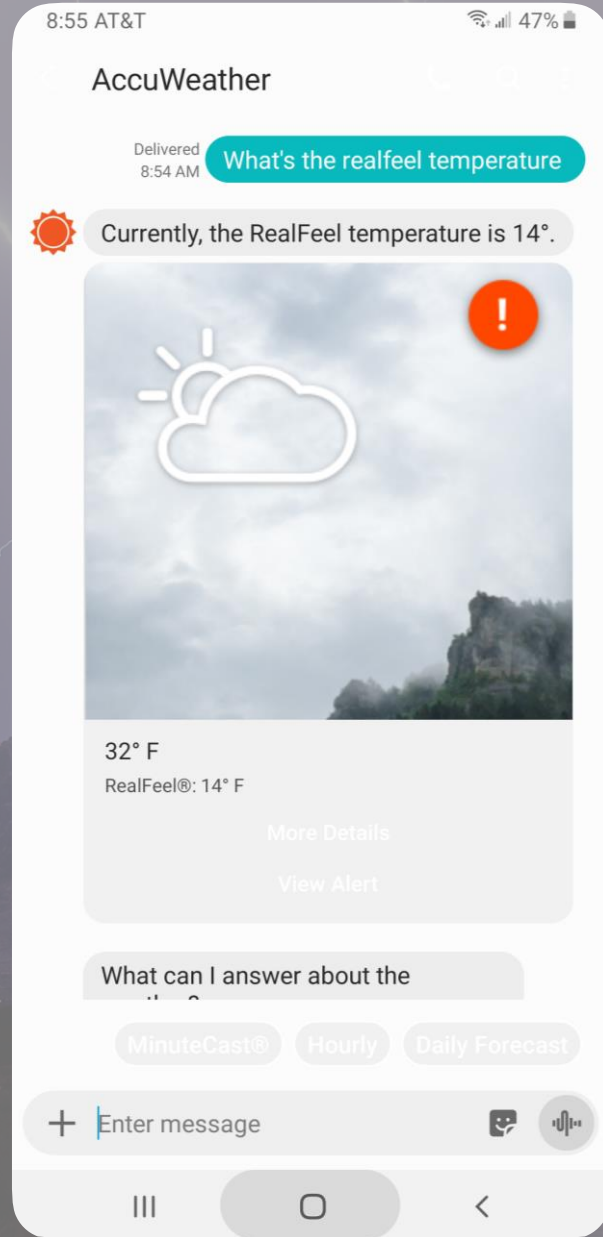 8:55 AT&T 47%
AccuWeather
Delivered
8:54 AM
What's the realfeel temperature
Currently, the RealFeel temperature is 14°.
!
32° F
RealFeel®: 14° F
More Details
View Alert
What can I answer about the
MinuteCast® Hourly Daily Forecast
Enter message